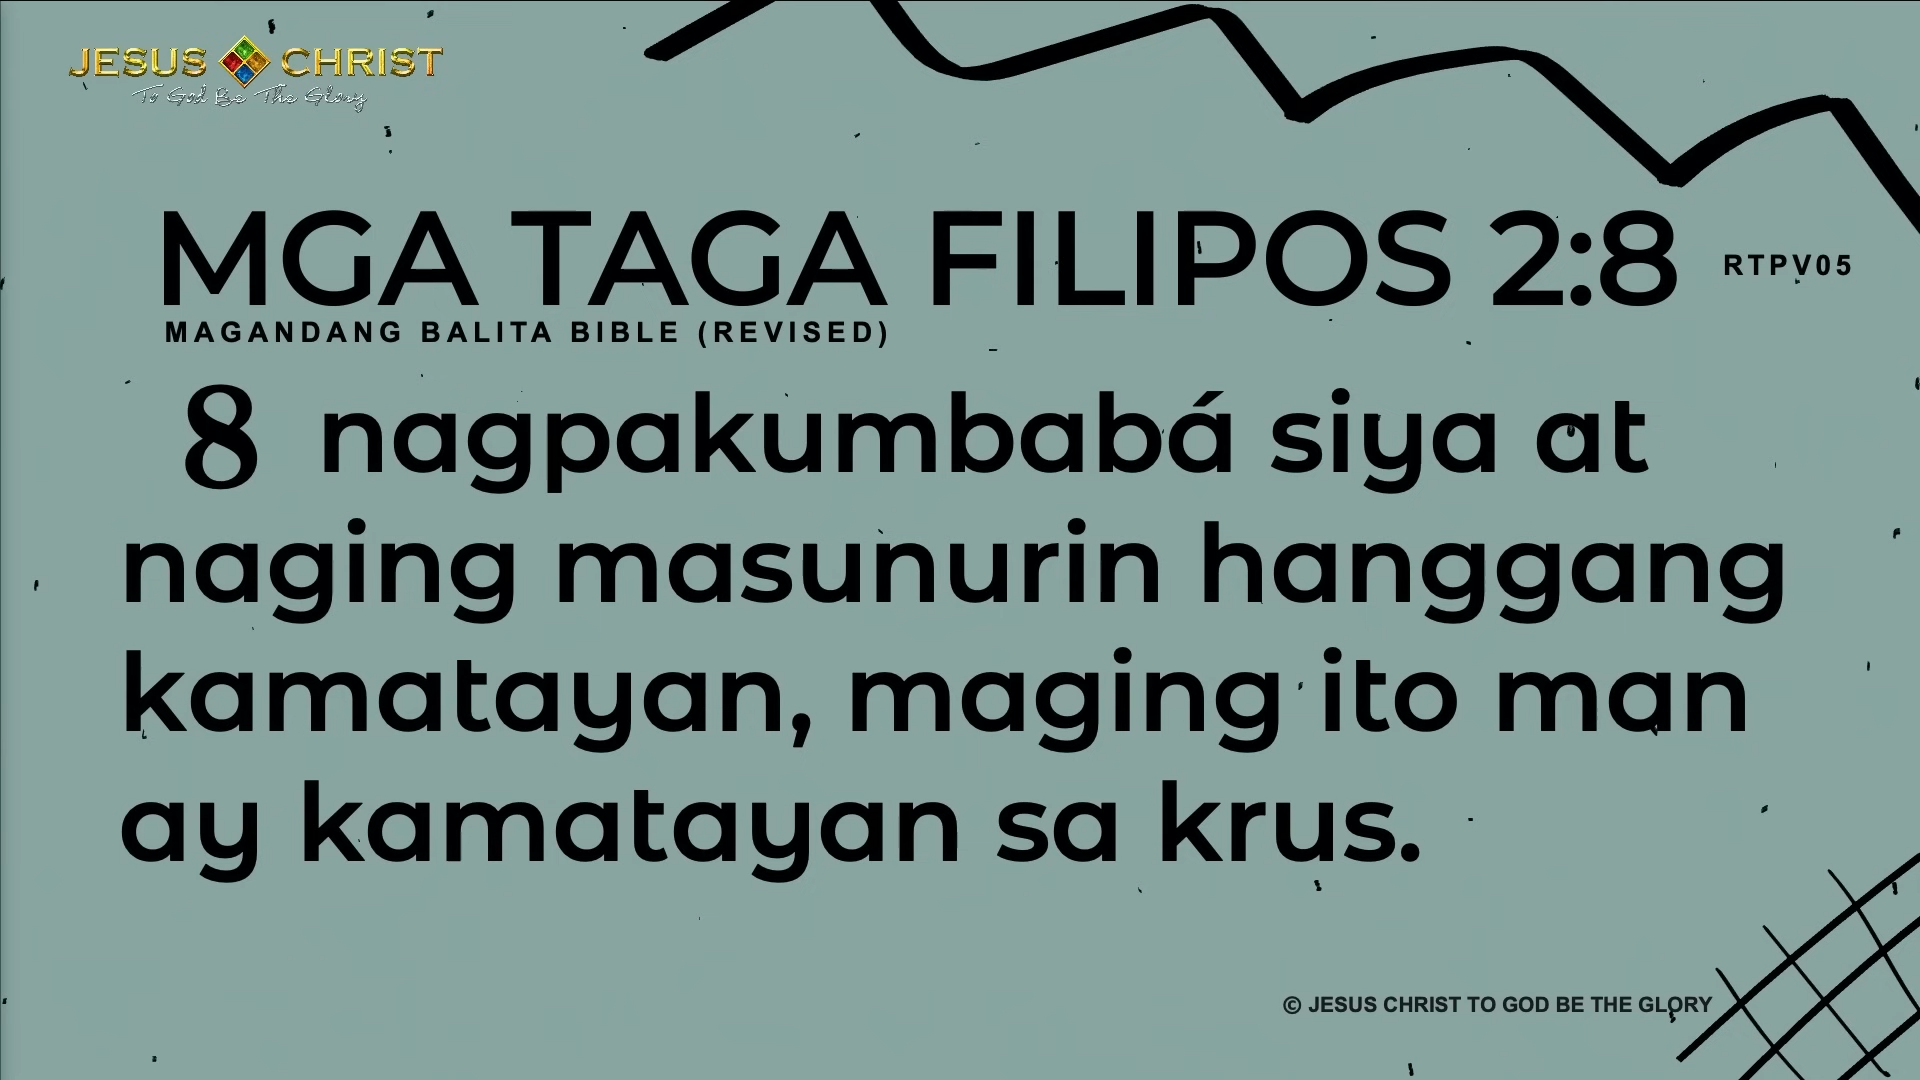 JESUS CHRIST
To God Be The Glory
MGA TAGA FILIPOS 2:8 RTPV05
MAGANDANG BALITA BIBLE (REVISED)
8 nagpakumbabá siya at
naging masunurin hanggang
kamatayan, maging ito man
ay kamatayan sa krus.
© JESUS CHRIST TO GOD BE THE GLORY